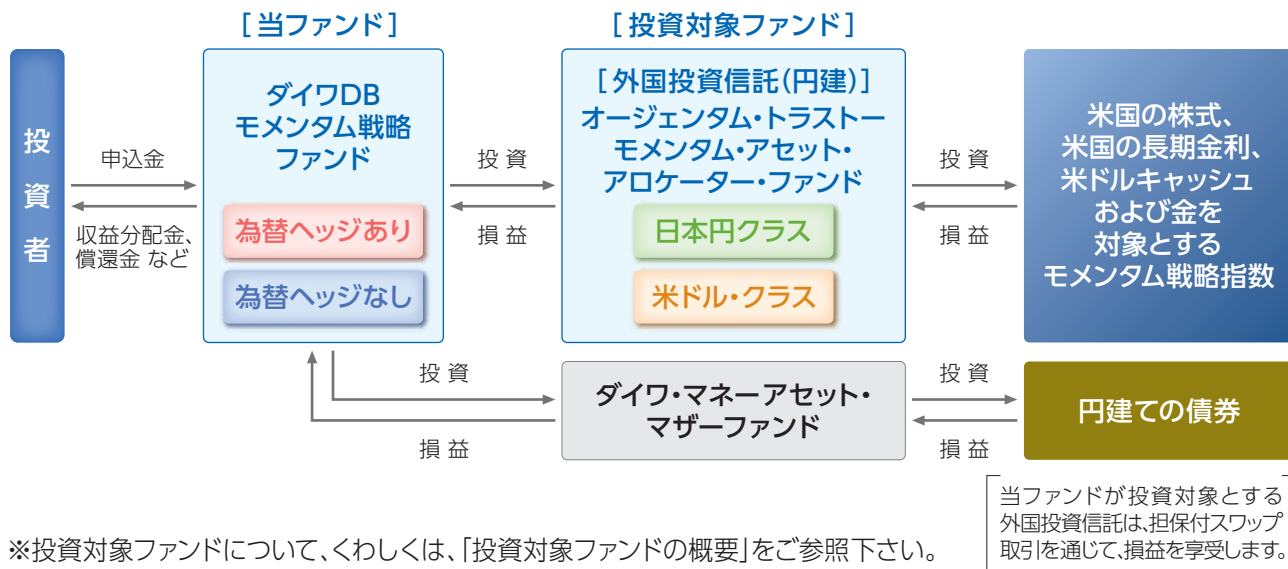 [当ファンド]
[投資対象ファンド]
投資者
申込金
収益分配金、
償還金 など
ダイワDB
モメンタム戦略
ファンド
為替ヘッジあり
為替ヘッジなし
投 資
損 益
[外国投資信託(円建)]
オージェンタム・トラストー
モメンタム・アセット・
アロケーター・ファンド
日本円クラス
米ドル・クラス
投 資
損 益
米国の株式、
米国の長期金利、
米ドルキャッシュ
および金を
対象とする
モメンタム戦略指数
投 資
損 益
ダイワ・マネーアセット・
マザーファンド
投 資
損 益
円建ての債券
当ファンドが投資対象とする
外国投資信託は、担保付スワップ
取引を通じて、損益を享受します。
※投資対象ファンドについて、くわしくは、「投資対象ファンドの概要」をご参照下さい。